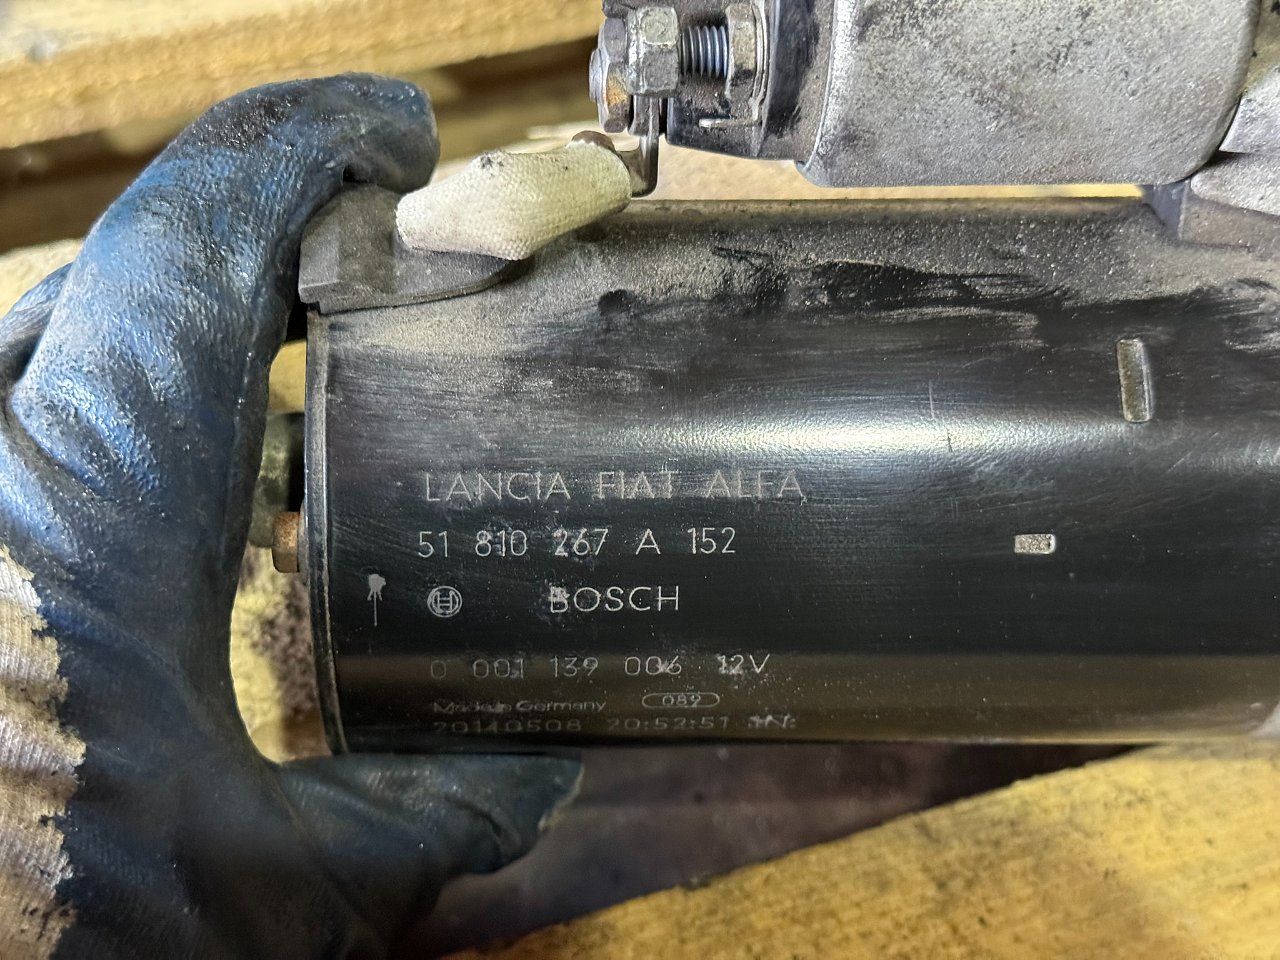 LANCIA FIAT ALFA
51 810 267 A 152
BOSCH
0 001 139 006 12V
Made in Germany 089
20140508 20:52:51